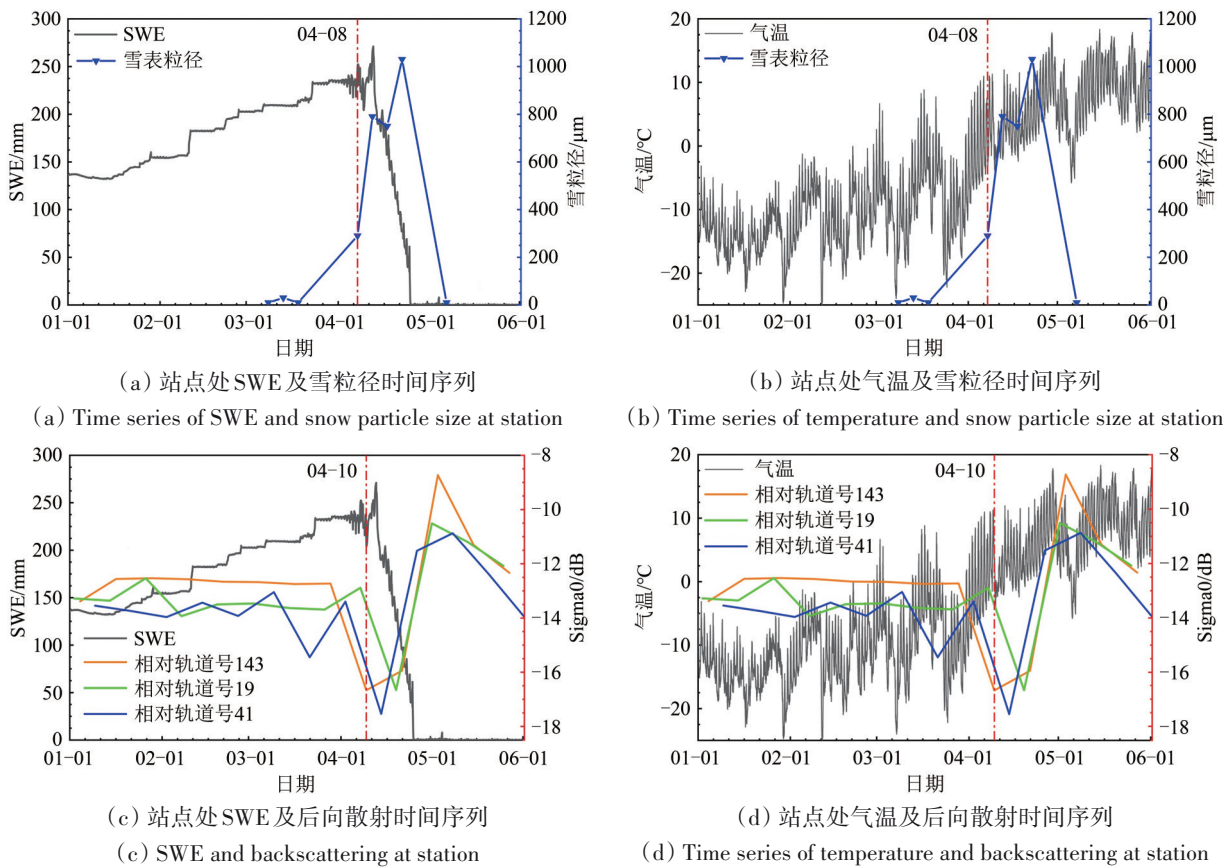 300
250
200
150
100
50
0
SWE/mm
SWE
雪表粒径
04-08
1200
1000
800
600
400
200
0
雪粒径/μm
01-01 02-01 03-01 04-01 05-01 06-01
日期
(a) 站点处SWE及雪粒径时间序列
(a) Time series of SWE and snow particle size at station
20
10
0
-10
-20
气温/℃
气温
雪表粒径
04-08
1200
1000
800
600
400
200
0
雪粒径/μm
01-01 02-01 03-01 04-01 05-01 06-01
日期
(b) 站点处气温及雪粒径时间序列
(b) Time series of temperature and snow particle size at station
300
250
200
150
100
50
0
SWE/mm
04-10
SWE
相对轨道号143
相对轨道号19
相对轨道号41
-8
-10
-12
-14
-16
-18
Sigma0/dB
01-01 02-01 03-01 04-01 05-01 06-01
日期
(c) 站点处SWE及后向散射时间序列
(c) SWE and backscattering at station
20
10
0
-10
-20
气温/℃
气温
相对轨道号143
相对轨道号19
相对轨道号41
04-10
-8
-10
-12
-14
-16
-18
Sigma0/dB
01-01 02-01 03-01 04-01 05-01 06-01
日期
(d) 站点处气温及后向散射时间序列
(d) Time series of temperature and backscattering at station